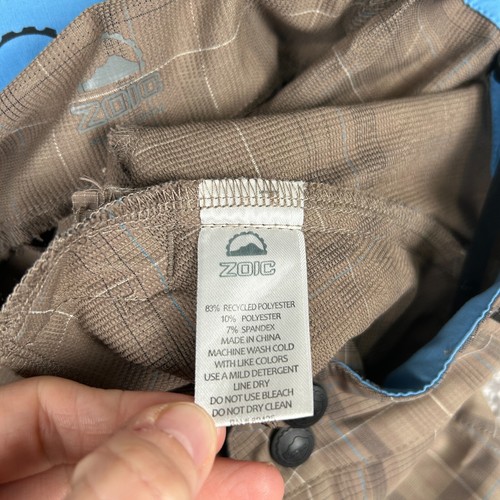 ZOIC
ZOIC
83% RECYCLED POLYESTER
10% POLYESTER
7% SPANDEX
MADE IN CHINA
MACHINE WASH COLD
WITH LIKE COLORS
USE A MILD DETERGENT
LINE DRY
DO NOT USE BLEACH
DO NOT DRY CLEAN